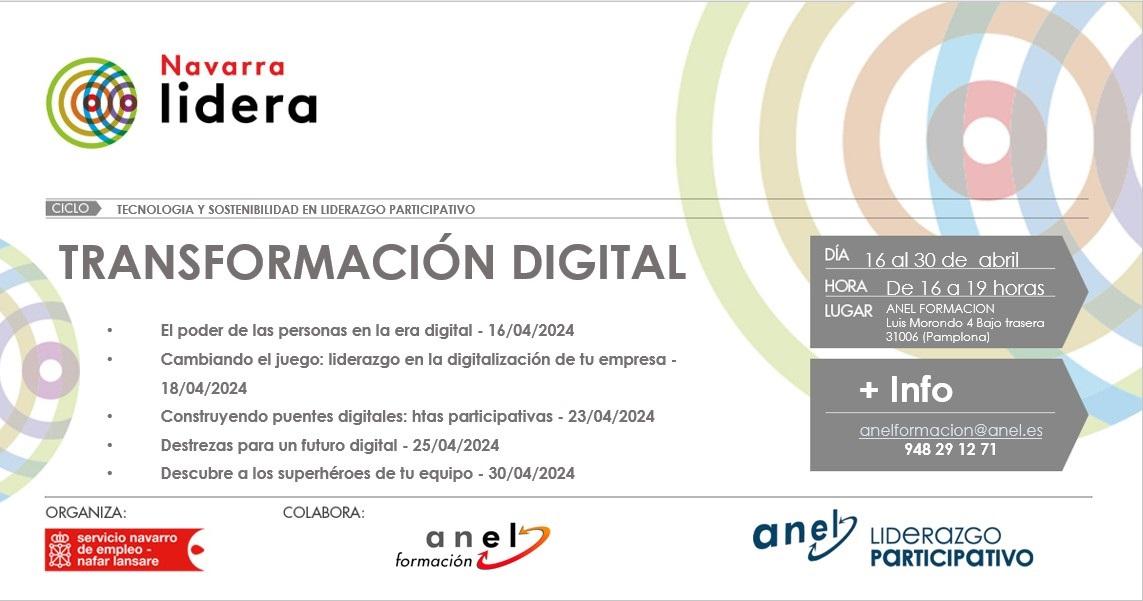 Navarra
lidera
CICLO
TECNOLOGIA Y SOSTENIBILIDAD EN LIDERAZGO PARTICIPATIVO
TRANSFORMACIÓN DIGITAL
• El poder de las personas en la era digital - 16/04/2024
• Cambiando el juego: liderazgo en la digitalización de tu empresa -
18/04/2024
• Construyendo puentes digitales: htas participativas - 23/04/2024
• Destrezas para un futuro digital - 25/04/2024
• Descubre a los superhéroes de tu equipo - 30/04/2024
DÍA 16 al 30 de abril
HORA De 16 a 19 horas
LUGAR ANEL FORMACION
Luis Morondo 4 Bajo trasera
31006 (Pamplona)
+ Info
anelformacion@anel.es
948 29 12 71
ORGANIZA:
servicio navarro
de empleo -
nafar lansare
COLABORA:
anel
formación
anel
LIDERAZGO
PARTICIPATIVO